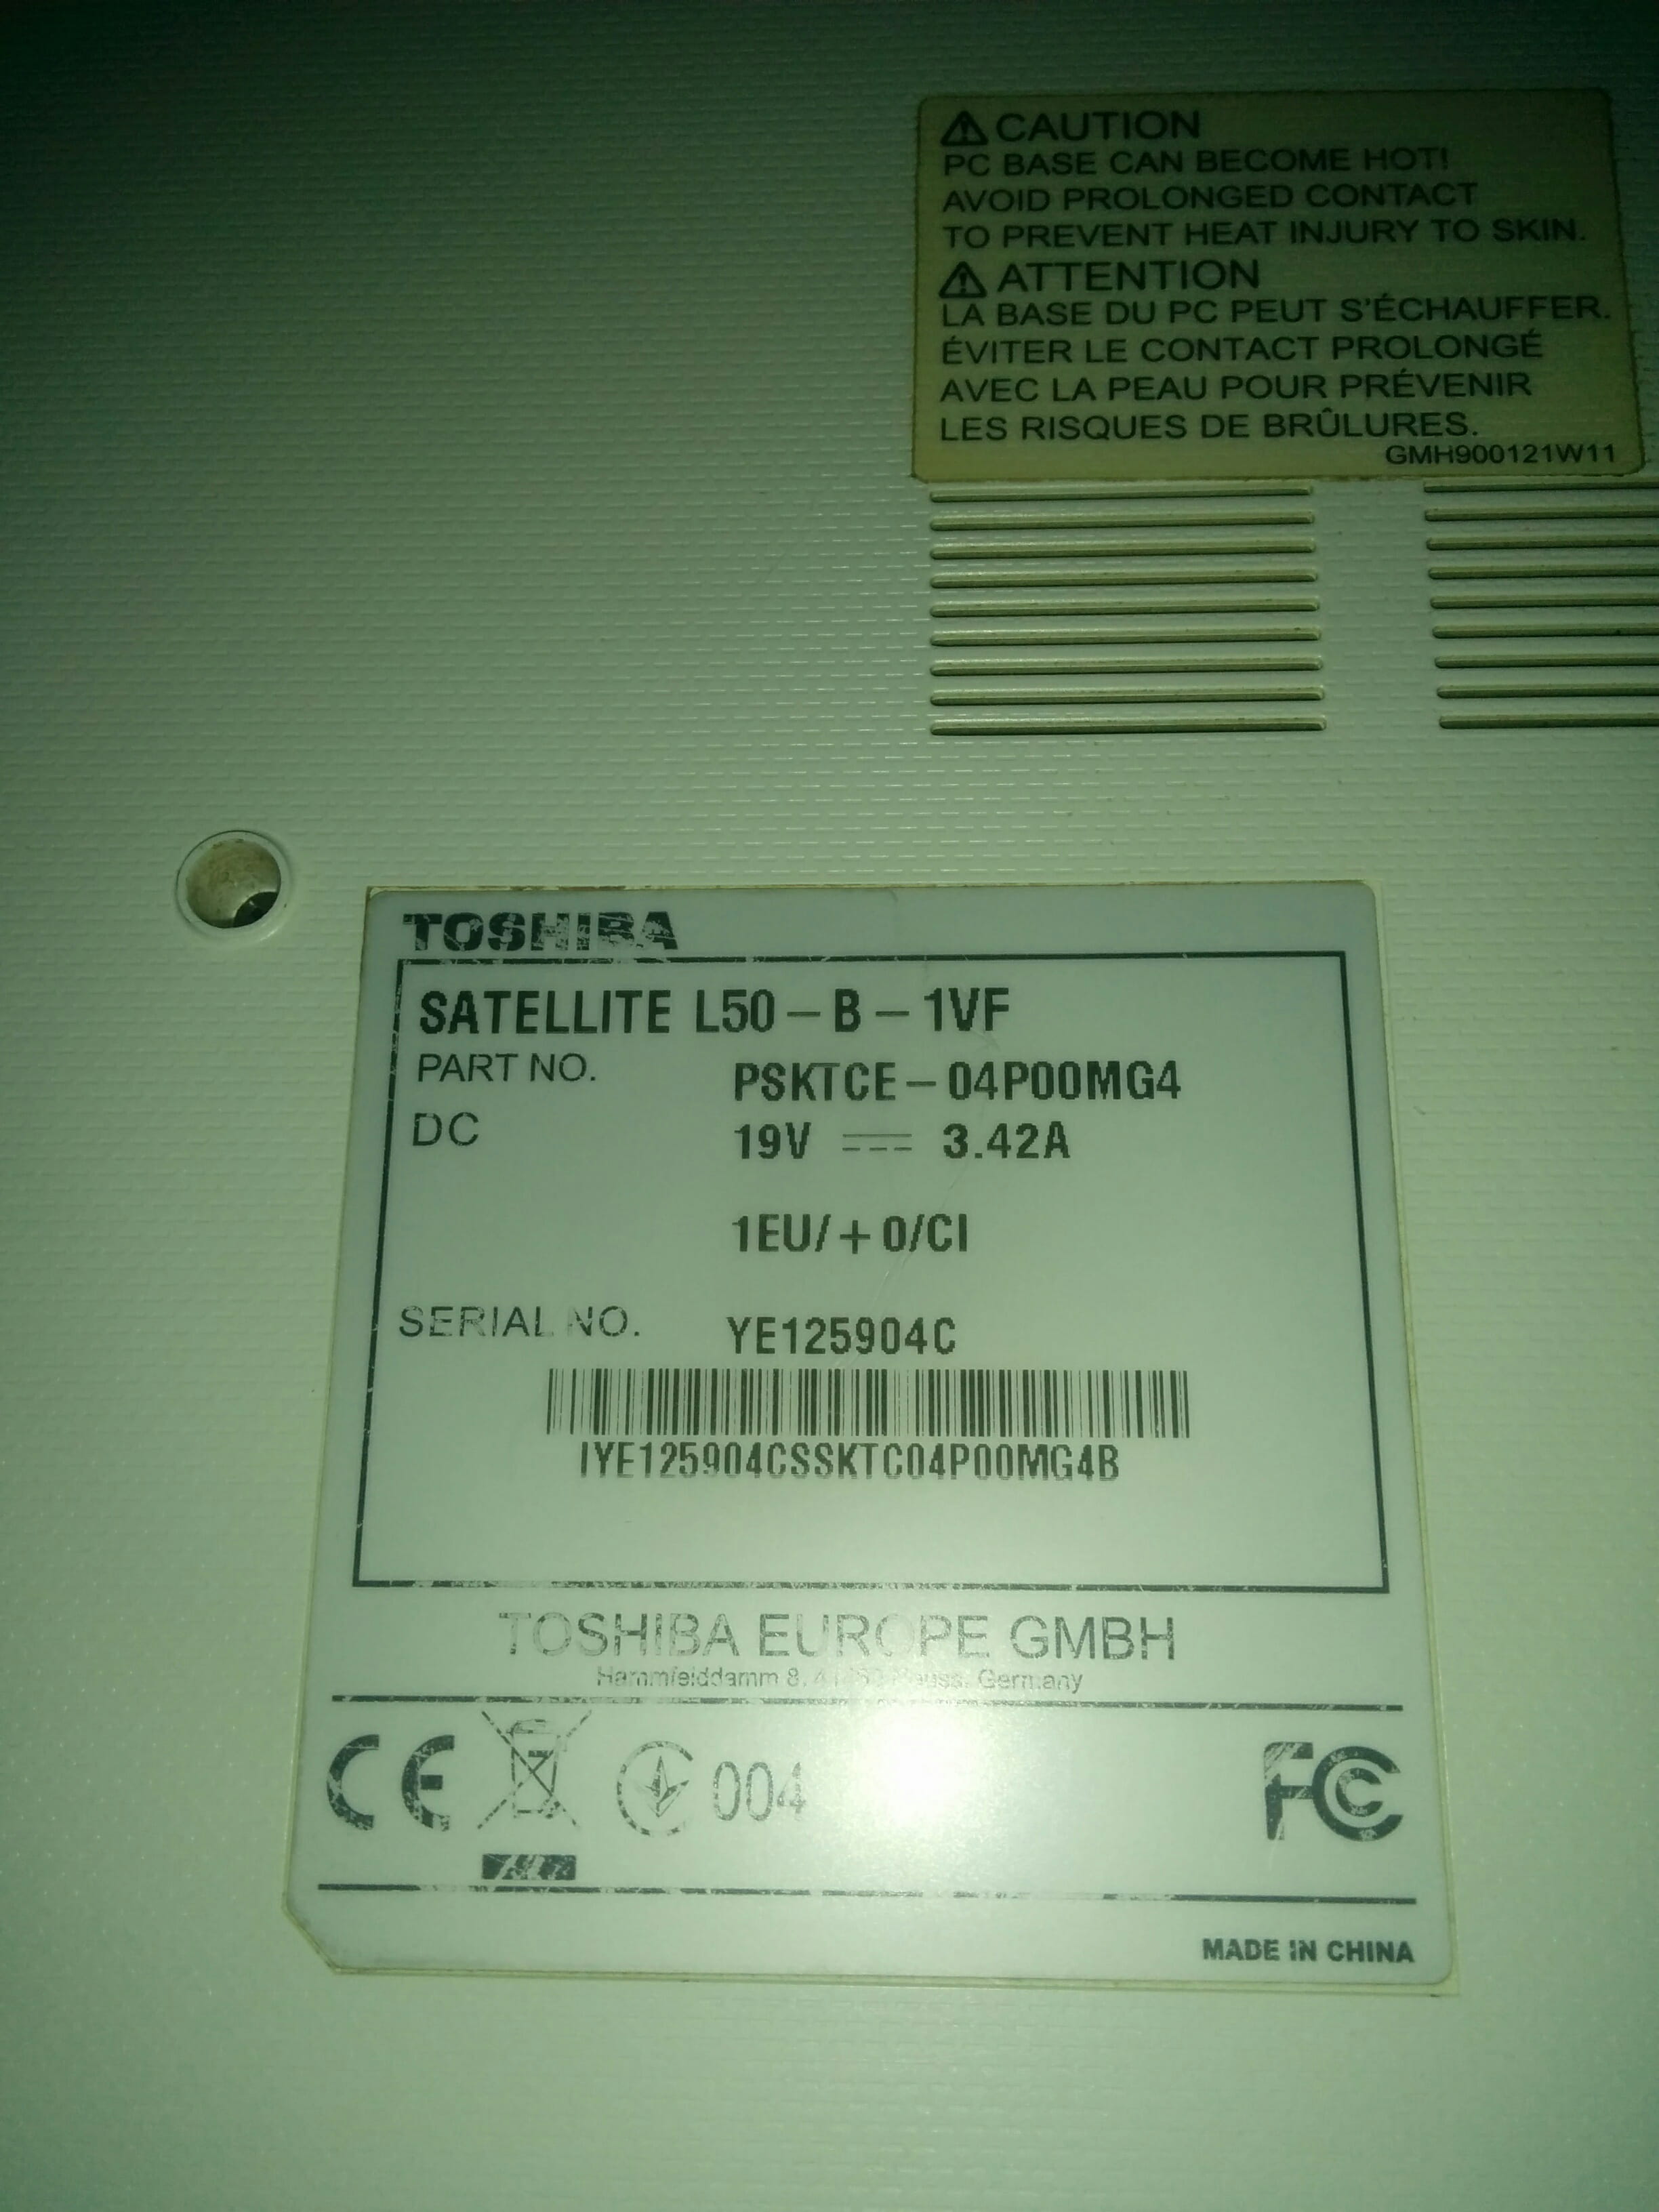 CAUTION
PC BASE CAN BECOME HOT!
AVOID PROLONGED CONTACT
TO PREVENT HEAT INJURY TO SKIN.
ATTENTION
LA BASE DU PC PEUT S'ÉCHAUFFER.
ÉVITER LE CONTACT PROLONGÉ
AVEC LA PEAU POUR PRÉVENIR
LES RISQUES DE BRÛLURES.
GMH900121W11
TOSHIBA
SATELLITE L50-B-1VF
PART NO. PSKTCE-04P00MG4
DC 19V ⎓ 3.42A
1EU/+0/CI
SERIAL NO. YE125904C
IYE125904CSSKTC04P00MG4B
TOSHIBA EUROPE GMBH
Hammfelddamm 8, Germany
CE 004 FC
MADE IN CHINA